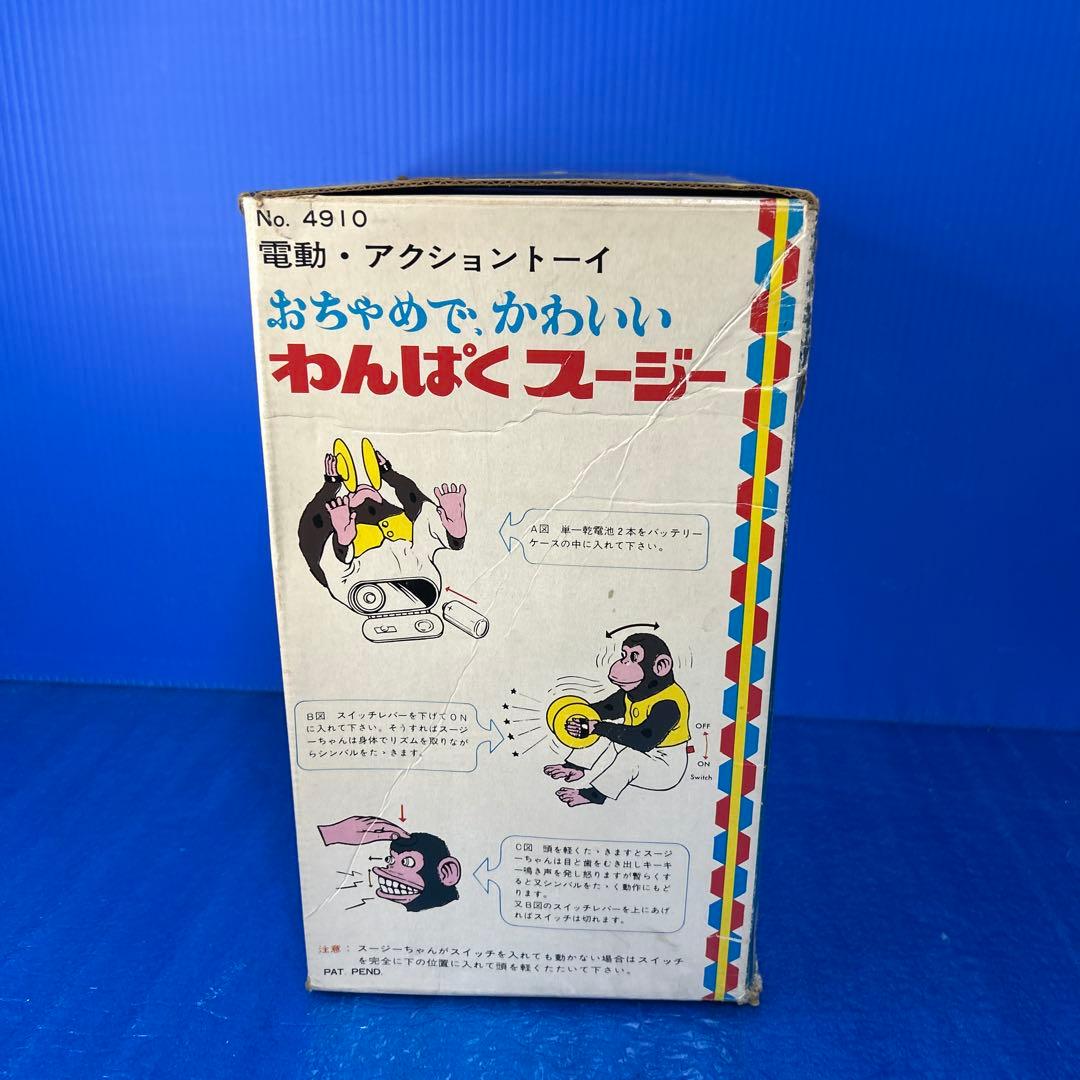 No. 4910
電動・アクショントーイ
おちゃめで、かわいい
わんぱくスージー
A図 単一乾電池2本をバッテリー
ケースの中に入れて下さい。
B図 スイッチレバーを下げてON
に入れて下さい。そうすればスージ
ーちゃんは身体でリズムを取りなが
らシンバルをたゝきます。
OFF
ON
Switch
C図 頭を軽くたゝきますとスージ
ーちゃんは目と歯をむき出しキーキ
ー鳴き声を発し怒りますが暫らくす
ると又シンバルをたゝく動作にもど
ります。
又B図のスイッチレバーを上にあげ
ればスイッチは切れます。
注意: スージーちゃんがスイッチを入れても動かない場合はスイッチ
を完全に下の位置に入れて頭を軽くたたいて下さい。
PAT. PEND.